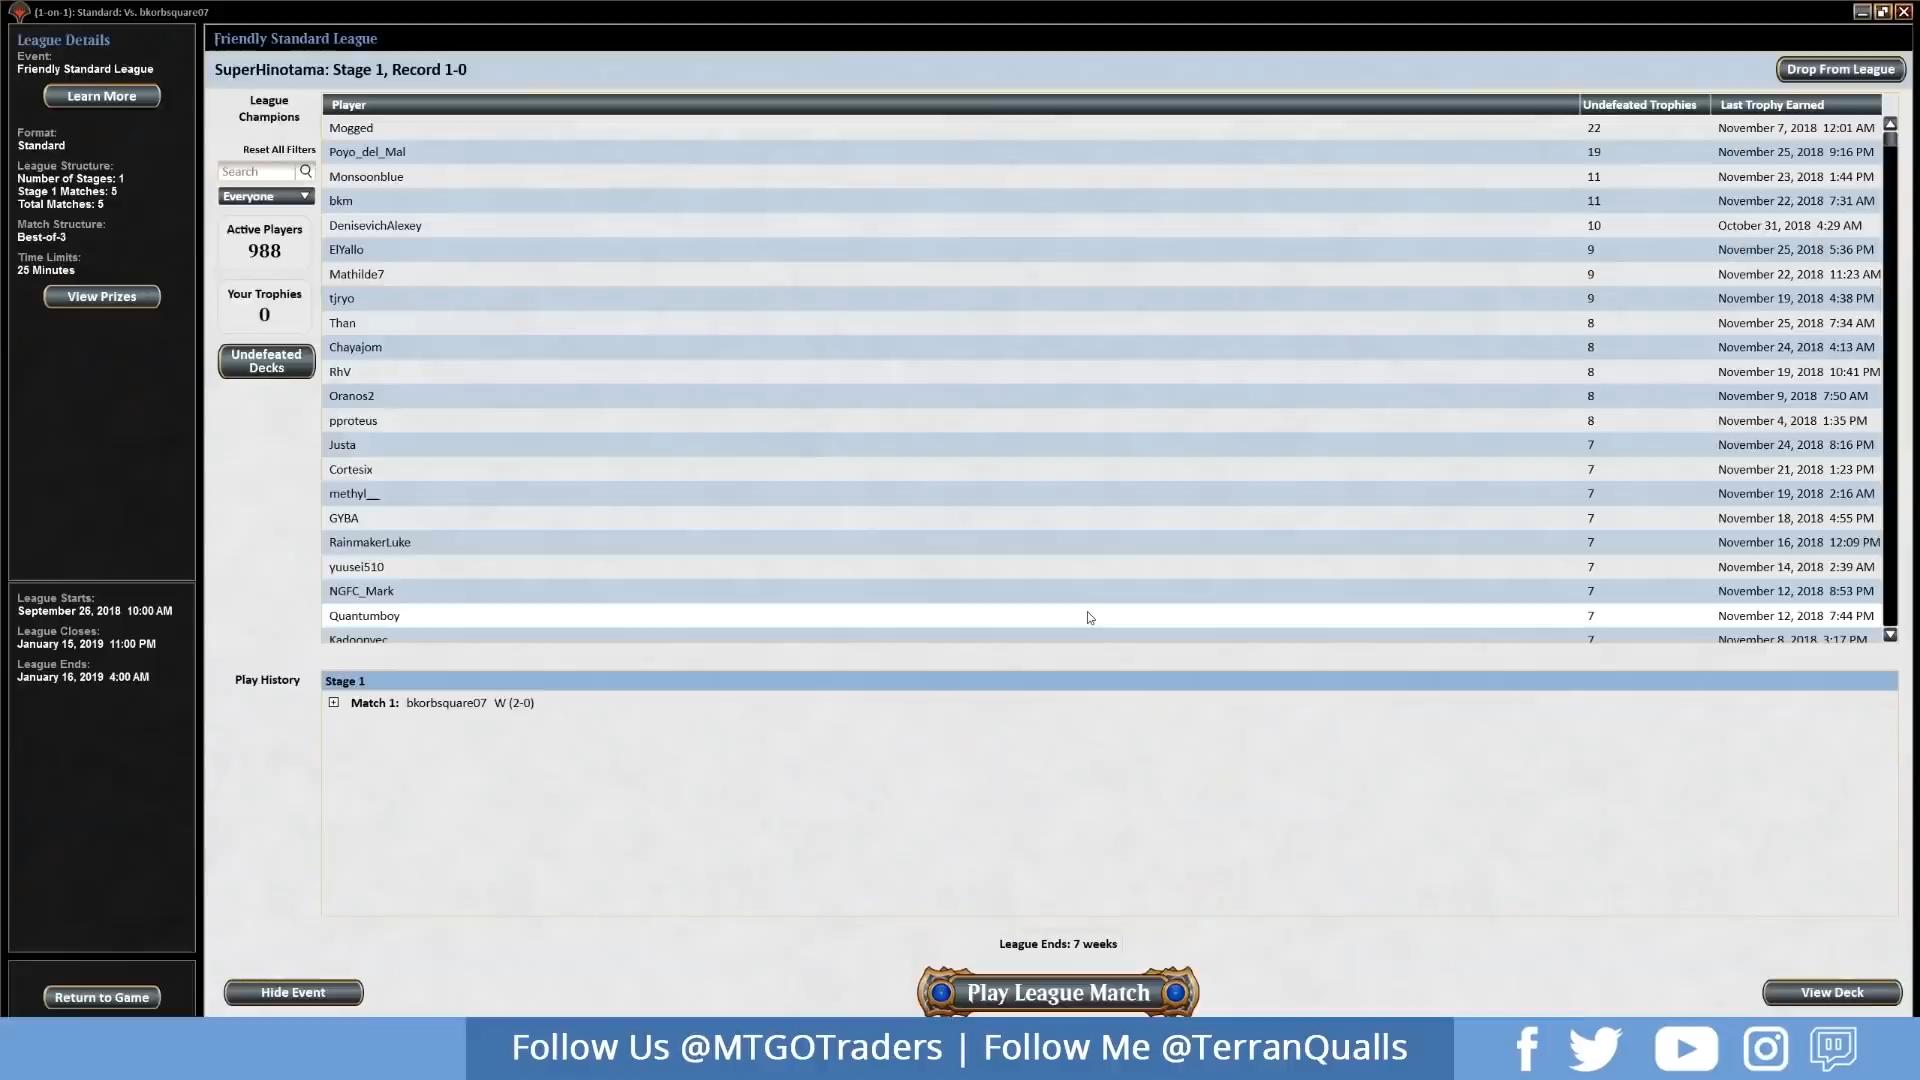 (1-on-1): Standard: Vs. bkorbsquare07
League Details
Event:
Friendly Standard League
Learn More
Format:
Standard
League Structure:
Number of Stages: 1
Stage 1 Matches: 5
Total Matches: 5
Match Structure:
Best-of-3
Time Limits:
25 Minutes
View Prizes
League Starts:
September 26, 2018 10:00 AM
League Closes:
January 15, 2019 11:00 PM
League Ends:
January 16, 2019 4:00 AM
Return to Game
Friendly Standard League
SuperHinotama: Stage 1, Record 1-0
Drop From League
League
Champions
Reset All Filters
Search
Everyone
Active Players
988
Your Trophies
0
Undefeated
Decks
Player Undefeated Trophies Last Trophy Earned
Mogged 22 November 7, 2018 12:01 AM
Poyo_del_Mal 19 November 25, 2018 9:16 PM
Monsoonblue 11 November 23, 2018 1:44 PM
bkm 11 November 22, 2018 7:31 AM
DenisevichAlexey 10 October 31, 2018 4:29 AM
ElYallo 9 November 25, 2018 5:36 PM
Mathilde7 9 November 22, 2018 11:23 AM
tjryo 9 November 19, 2018 4:38 PM
Than 8 November 25, 2018 7:34 AM
Chayajom 8 November 24, 2018 4:13 AM
RhV 8 November 19, 2018 10:41 PM
Oranos2 8 November 9, 2018 7:50 AM
pproteus 8 November 4, 2018 1:35 PM
Justa 7 November 24, 2018 8:16 PM
Cortesix 7 November 21, 2018 1:23 PM
methyl__ 7 November 19, 2018 2:16 AM
GYBA 7 November 18, 2018 4:55 PM
RainmakerLuke 7 November 16, 2018 12:09 PM
yuusei510 7 November 14, 2018 2:39 AM
NGFC_Mark 7 November 12, 2018 8:53 PM
Quantumboy 7 November 12, 2018 7:44 PM
7 November 8, 2018 3:17 PM
Play History
Stage 1
Match 1: bkorbsquare07 W (2-0)
League Ends: 7 weeks
Hide Event
Play League Match
View Deck
Follow Us @MTGOTraders | Follow Me @TerranQualls